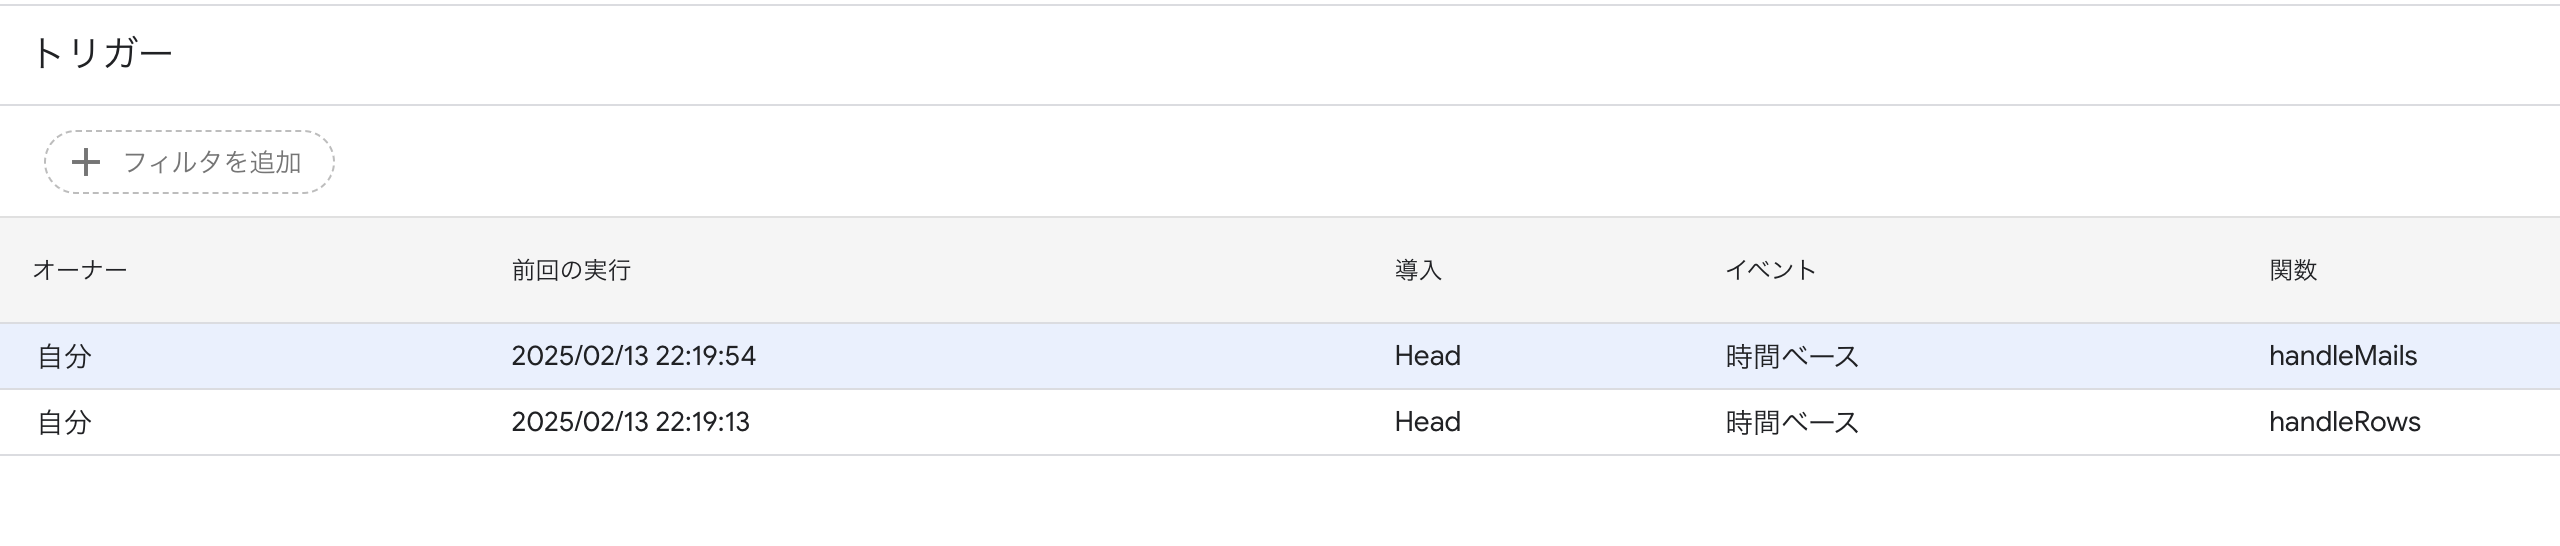 トリガー
フィルタを追加
オーナー 前回の実行 導入 イベント 関数
自分 2025/02/13 22:19:54 Head 時間ベース handleMails
自分 2025/02/13 22:19:13 Head 時間ベース handleRows